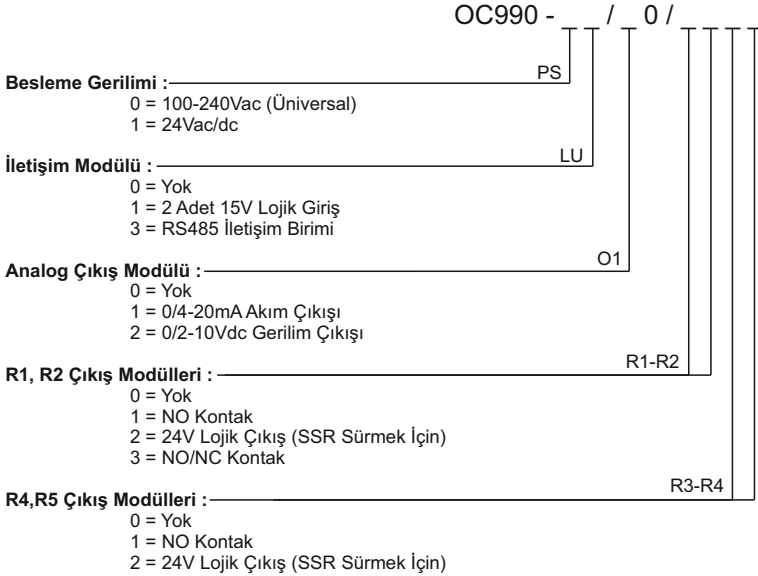 OC990 - _ _ / _ 0 / _ _ _ _
PS
Besleme Gerilimi :
0 = 100-240Vac (Üniversal)
1 = 24Vac/dc
LU
İletişim Modülü :
0 = Yok
1 = 2 Adet 15V Lojik Giriş
3 = RS485 İletişim Birimi
O1
Analog Çıkış Modülü :
0 = Yok
1 = 0/4-20mA Akım Çıkışı
2 = 0/2-10Vdc Gerilim Çıkışı
R1-R2
R1, R2 Çıkış Modülleri :
0 = Yok
1 = NO Kontak
2 = 24V Lojik Çıkış (SSR Sürmek İçin)
3 = NO/NC Kontak
R3-R4
R4,R5 Çıkış Modülleri :
0 = Yok
1 = NO Kontak
2 = 24V Lojik Çıkış (SSR Sürmek İçin)